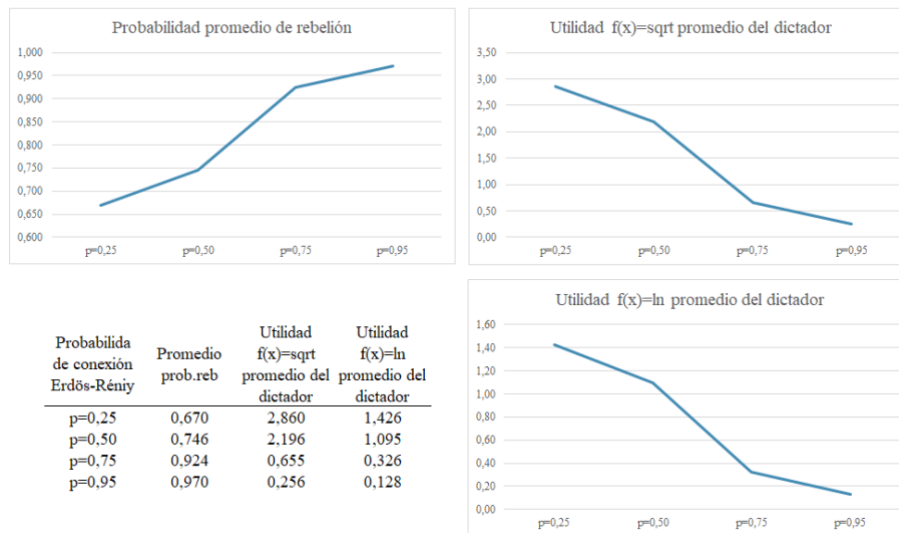 Probabilidad promedio de rebelión
1,000
0,950
0,900
0,850
0,800
0,750
0,700
0,650
0,600
p=0,25 p=0,50 p=0,75 p=0,95
Utilidad f(x)=sqrt promedio del dictador
3,50
3,00
2,50
2,00
1,50
1,00
0,50
0,00
p=0,25 p=0,50 p=0,75 p=0,95
Probabilida
de conexión
Erdös-Réniy
Promedio
prob.reb
Utilidad
f(x)=sqrt
promedio del
dictador
Utilidad
f(x)=ln
promedio del
dictador
p=0,25 0,670 2,860 1,426
p=0,50 0,746 2,196 1,095
p=0,75 0,924 0,655 0,326
p=0,95 0,970 0,256 0,128
Utilidad f(x)=ln promedio del dictador
1,60
1,40
1,20
1,00
0,80
0,60
0,40
0,20
0,00
p=0,25 p=0,50 p=0,75 p=0,95